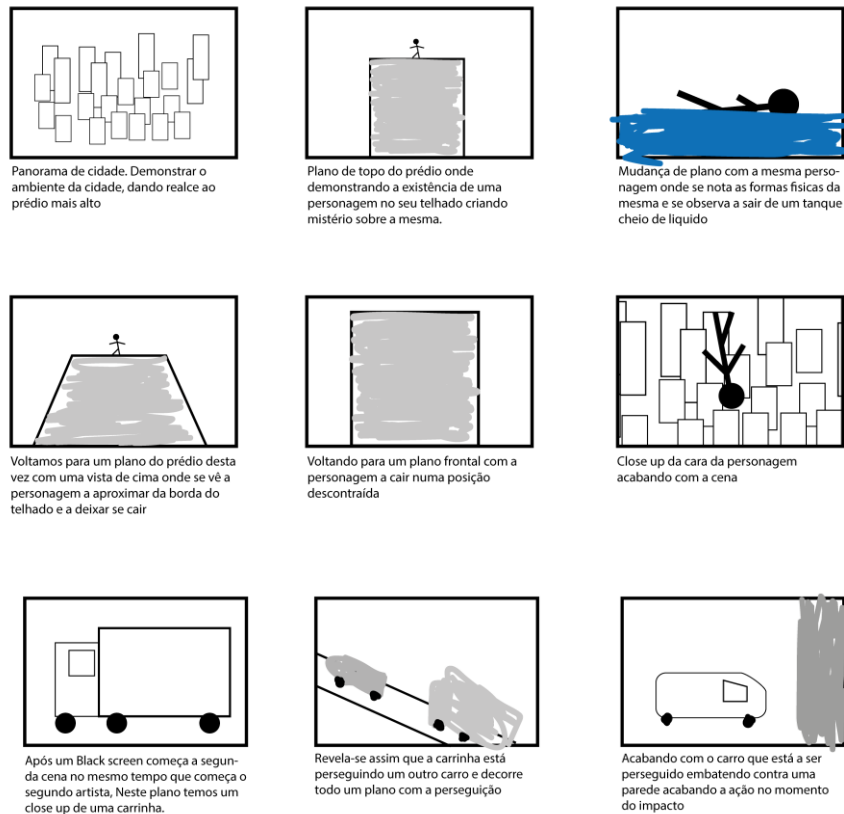 Panorama de cidade. Demonstrar o
ambiente da cidade, dando realce ao
prédio mais alto
Plano de topo do prédio onde
demonstrando a existência de uma
personagem no seu telhado criando
mistério sobre a mesma.
Mudança de plano com a mesma perso-
nagem onde se nota as formas fisicas da
mesma e se observa a sair de um tanque
cheio de liquido
Voltamos para um plano do prédio desta
vez com uma vista de cima onde se vê a
personagem a aproximar da borda do
telhado e a deixar se cair
Voltando para um plano frontal com a
personagem a cair numa posição
descontraída
Close up da cara da personagem
acabando com a cena
Após um Black screen começa a segun-
da cena no mesmo tempo que começa o
segundo artista, Neste plano temos um
close up de uma carrinha.
Revela-se assim que a carrinha está
perseguindo um outro carro e decorre
todo um plano com a perseguição
Acabando com o carro que está a ser
perseguido embatendo contra uma
parede acabando a ação no momento
do impacto